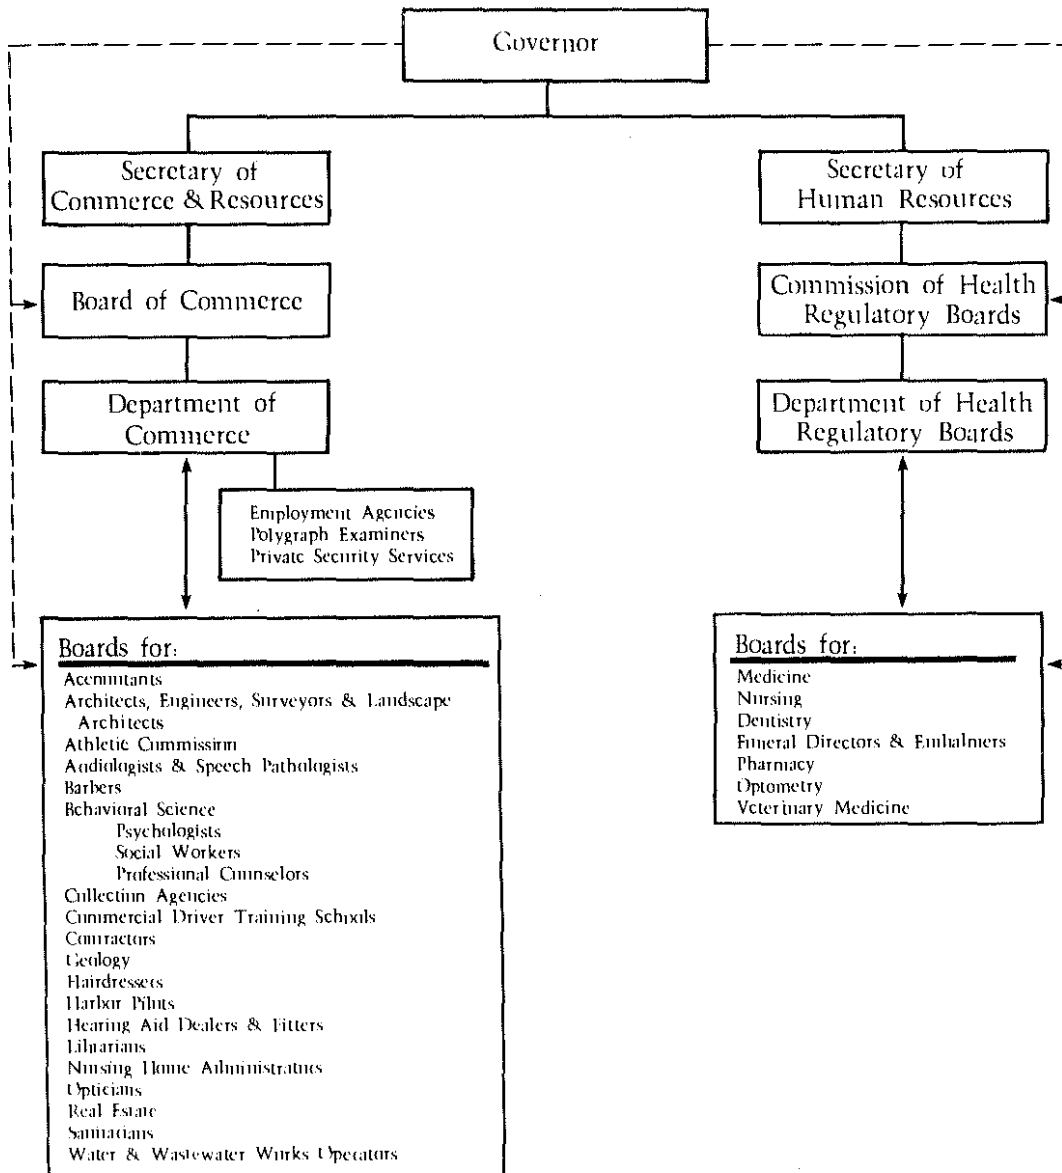 Governor
Secretary of
Commerce & Resources
Board of Commerce
Department of
Commerce
Employment Agencies
Polygraph Examiners
Private Security Services
Boards for:
Accountants
Architects, Engineers, Surveyors & Landscape
Architects
Athletic Commission
Audiologists & Speech Pathologists
Barbers
Behavioral Science
Psychologists
Social Workers
Professional Counselors
Collection Agencies
Commercial Driver Training Schools
Contractors
Geology
Hairdressers
Harbor Pilots
Hearing Aid Dealers & Fitters
Librarians
Nursing Home Administrators
Opticians
Real Estate
Sanitarians
Water & Wastewater Works Operators
Secretary of
Human Resources
Commission of Health
Regulatory Boards
Department of Health
Regulatory Boards
Boards for:
Medicine
Nursing
Dentistry
Funeral Directors & Embalmers
Pharmacy
Optometry
Veterinary Medicine